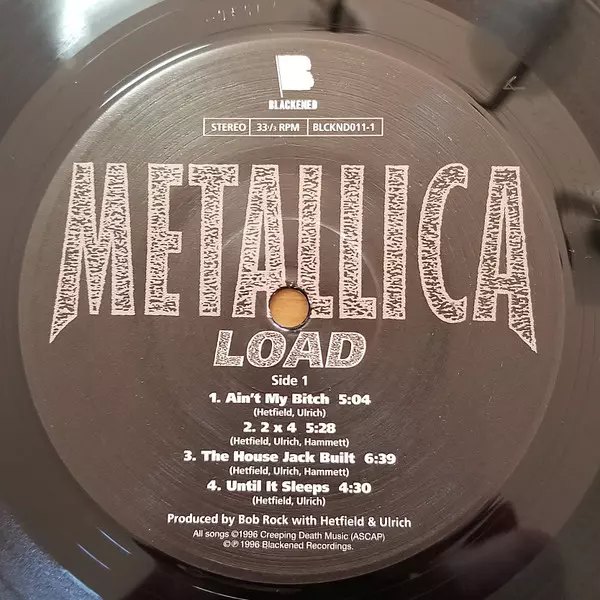 B
BLACKENED
STEREO 33 1/3 RPM BLCKND011-1
METALLICA
LOAD
Side 1
1. Ain't My Bitch 5:04
(Hetfield, Ulrich)
2. 2 x 4 5:28
(Hetfield, Ulrich, Hammett)
3. The House Jack Built 6:39
(Hetfield, Ulrich, Hammett)
4. Until It Sleeps 4:30
(Hetfield, Ulrich)
Produced by Bob Rock with Hetfield & Ulrich
All songs ©1996 Creeping Death Music (ASCAP)
©℗ 1996 Blackened Recordings.